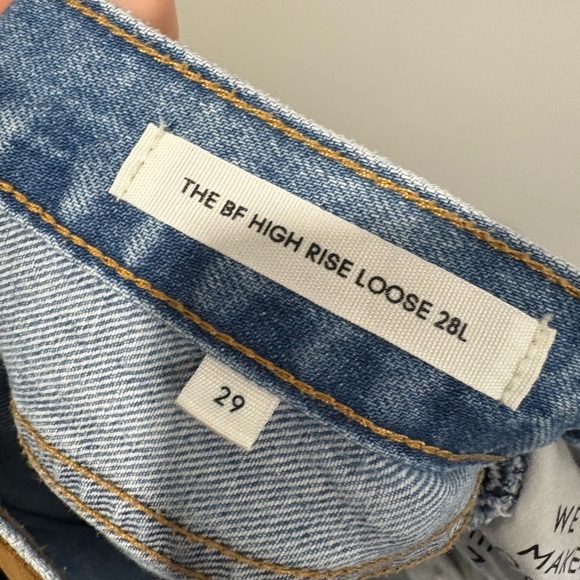 THE BF HIGH RISE LOOSE 28L
29
WE
MAKE